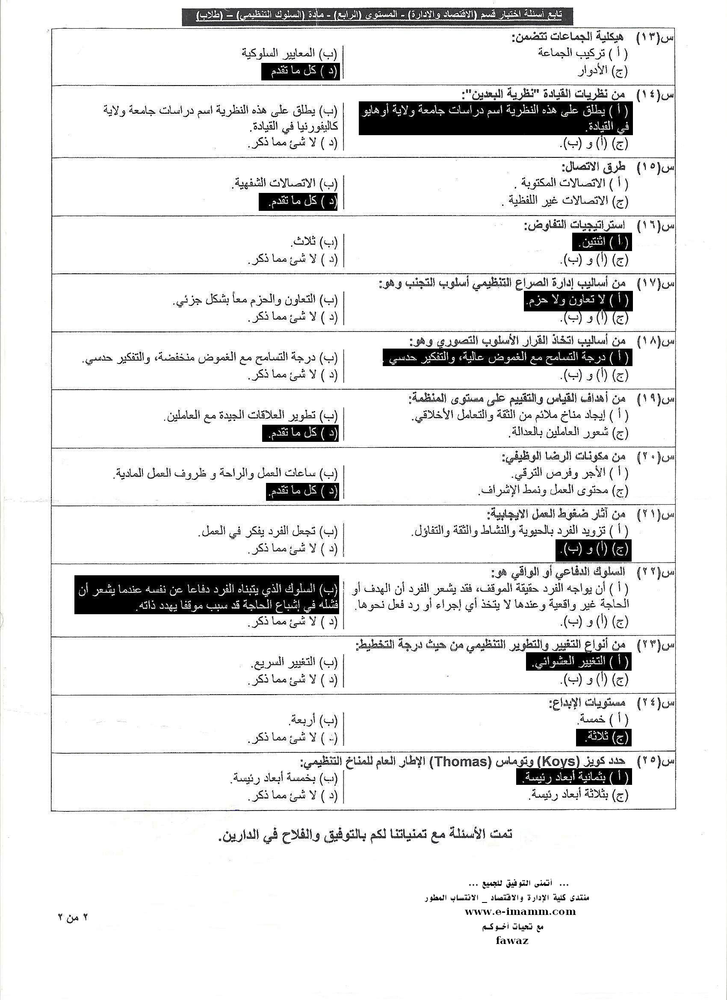 تابع أسئلة اختبار قسم (الاقتصاد والإدارة) - المستوى (الرابع) - مادة (السلوك التنظيمي) – (طلاب)
س(١٣) هيكلية الجماعات تتضمن:
( أ ) تركيب الجماعة (ب) المعايير السلوكية
(ج) الأدوار (د ) كل ما تقدم
س(١٤) من نظريات القيادة "نظرية البعدين":
( أ ) يطلق على هذه النظرية اسم دراسات جامعة ولاية أوهايو (ب) يطلق على هذه النظرية اسم دراسات جامعة ولاية
في القيادة. كاليفورنيا في القيادة.
(ج) (أ) و (ب). (د ) لا شئ مما ذكر.
س(١٥) طرق الاتصال:
( أ ) الاتصالات المكتوبة . (ب) الاتصالات الشفهية.
(ج) الاتصالات غير اللفظية . (د ) كل ما تقدم.
س(١٦) استراتيجيات التفاوض:
( أ ) اثنتين. (ب) ثلاث.
(ج) (أ) و (ب). (د ) لا شئ مما ذكر.
س(١٧) من أساليب إدارة الصراع التنظيمي أسلوب التجنب وهو:
( أ ) لا تعاون ولا حزم. (ب) التعاون والحزم معاً بشكل جزئي.
(ج) (أ) و (ب). (د ) لا شئ مما ذكر.
س(١٨) من أساليب اتخاذ القرار الأسلوب التصوري وهو:
( أ ) درجة التسامح مع الغموض عالية، والتفكير حدسي . (ب) درجة التسامح مع الغموض منخفضة، والتفكير حدسي.
(ج) (أ) و (ب). (د ) لا شئ مما ذكر.
س(١٩) من أهداف القياس والتقييم على مستوى المنظمة:
( أ ) إيجاد مناخ ملائم من الثقة والتعامل الأخلاقي. (ب) تطوير العلاقات الجيدة مع العاملين.
(ج) شعور العاملين بالعدالة. (د ) كل ما تقدم.
س(٢٠) من مكونات الرضا الوظيفي:
( أ ) الأجر وفرص الترقي. (ب) ساعات العمل والراحة و ظروف العمل المادية.
(ج) محتوى العمل ونمط الإشراف. (د ) كل ما تقدم.
س(٢١) من آثار ضغوط العمل الايجابية:
( أ ) تزويد الفرد بالحيوية والنشاط والثقة والتفاؤل. (ب) تجعل الفرد يفكر في العمل.
(ج) (أ) و (ب). (د ) لا شئ مما ذكر.
س(٢٢) السلوك الدفاعي أو الواقي هو:
( أ ) أن يواجه الفرد حقيقة الموقف، فقد يشعر الفرد أن الهدف أو (ب) السلوك الذي يتبناه الفرد دفاعا عن نفسه عندما يشعر أن
الحاجة غير واقعية وعندها لا يتخذ أي إجراء أو رد فعل نحوها. فشله في إشباع الحاجة قد سبب موقفا يهدد ذاته.
(ج) (أ) و (ب). (د ) لا شئ مما ذكر.
س(٢٣) من أنواع التغيير والتطوير التنظيمي من حيث درجة التخطيط:
( أ ) التغيير العشوائي. (ب) التغيير السريع.
(ج) (أ) و (ب). (د ) لا شئ مما ذكر.
س(٢٤) مستويات الإبداع:
( أ ) خمسة. (ب) أربعة.
(ج) ثلاثة. (د ) لا شئ مما ذكر.
س(٢٥) حدد كويز (Koys) وتوماس (Thomas) الإطار العام للمناخ التنظيمي:
( أ ) بثمانية أبعاد رئيسة. (ب) بخمسة أبعاد رئيسة.
(ج) بثلاثة أبعاد رئيسة. (د ) لا شئ مما ذكر.
تمت الأسئلة مع تمنياتنا لكم بالتوفيق والفلاح في الدارين.
... أتمنى التوفيق للجميع ...
منتدى كلية الإدارة والاقتصاد _ الانتساب المطور
www.e-imamm.com
مع تحيات أخوكم
fawaz
٢ من ٢